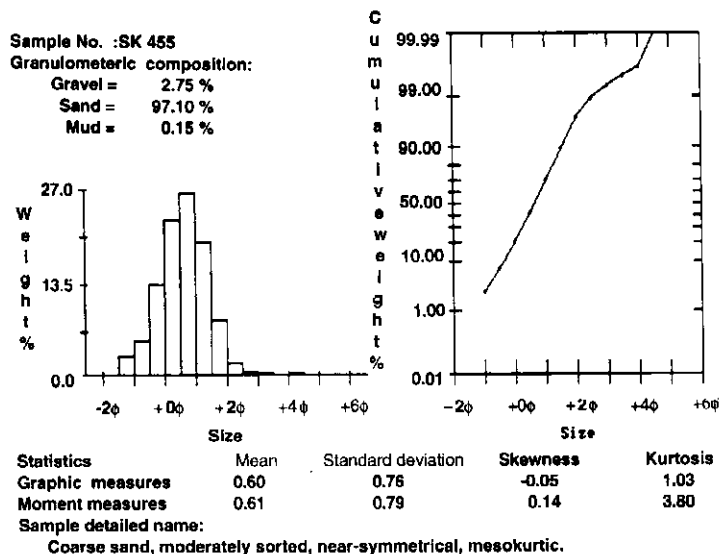 Sample No. :SK 455
Granulometeric composition:
Gravel = 2.75 %
Sand = 97.10 %
Mud = 0.15 %
Weight %
27.0
13.5
0.0
-2ϕ +0ϕ +2ϕ +4ϕ +6ϕ
Size
Cumulative weight %
99.99
99.00
90.00
50.00
10.00
1.00
0.01
-2ϕ +0ϕ +2ϕ +4ϕ +6ϕ
Size
Statistics Mean Standard deviation Skewness Kurtosis
Graphic measures 0.60 0.76 -0.05 1.03
Moment measures 0.61 0.79 0.14 3.80
Sample detailed name:
Coarse sand, moderately sorted, near-symmetrical, mesokurtic.